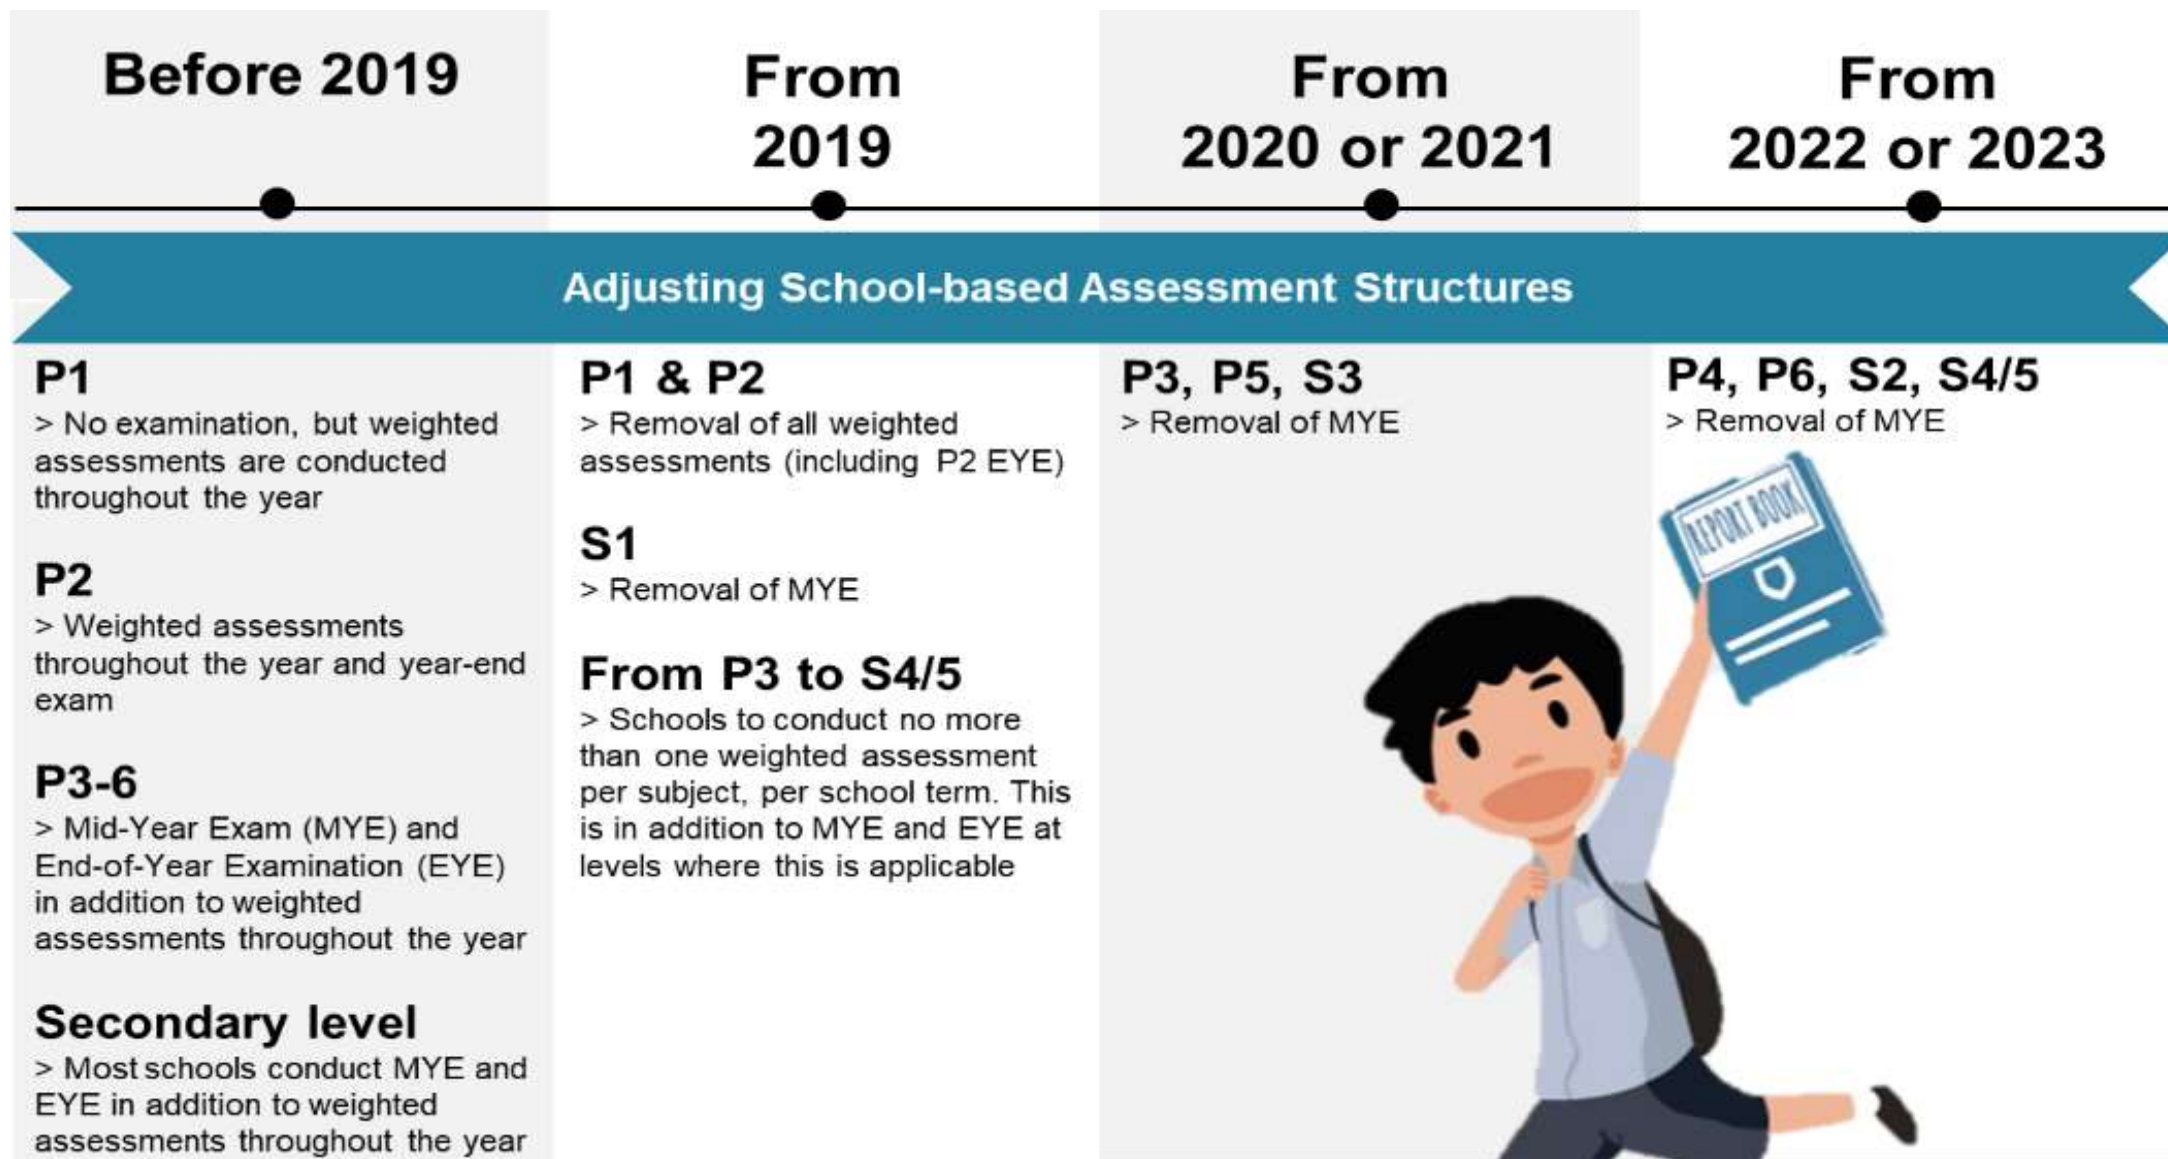 Before 2019
From
2019
From
2020 or 2021
From
2022 or 2023
Adjusting School-based Assessment Structures
P1
> No examination, but weighted
assessments are conducted
throughout the year
P2
> Weighted assessments
throughout the year and year-end
exam
P3-6
> Mid-Year Exam (MYE) and
End-of-Year Examination (EYE)
in addition to weighted
assessments throughout the year
Secondary level
> Most schools conduct MYE and
EYE in addition to weighted
assessments throughout the year
P1 & P2
> Removal of all weighted
assessments (including P2 EYE)
S1
> Removal of MYE
From P3 to S4/5
> Schools to conduct no more
than one weighted assessment
per subject, per school term. This
is in addition to MYE and EYE at
levels where this is applicable
P3, P5, S3
> Removal of MYE
P4, P6, S2, S4/5
> Removal of MYE
REPORT BOOK